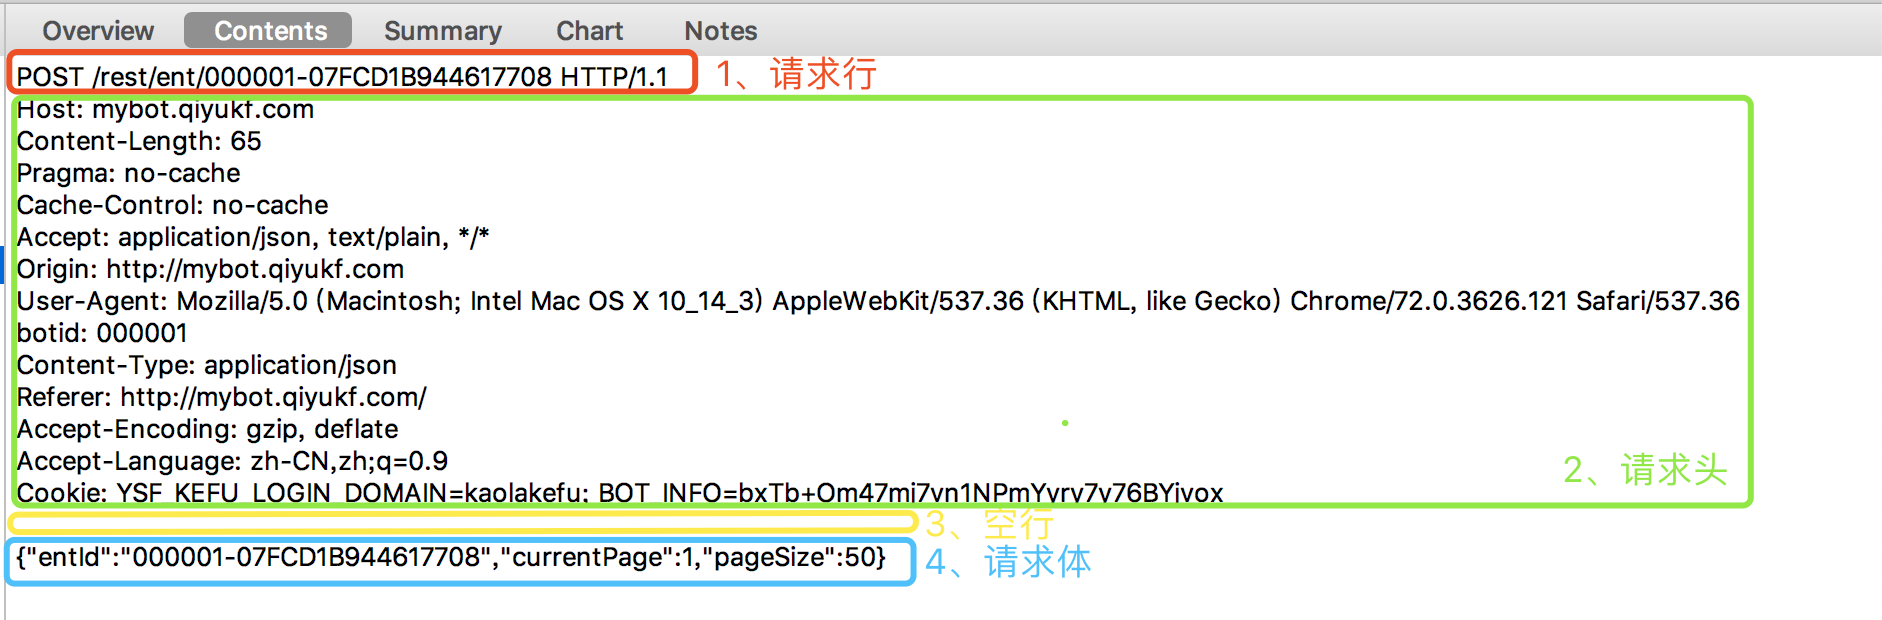 Overview Contents Summary Chart Notes
POST /rest/ent/000001-07FCD1B944617708 HTTP/1.1 1、请求行
Host: mybot.qiyukf.com
Content-Length: 65
Pragma: no-cache
Cache-Control: no-cache
Accept: application/json, text/plain, */*
Origin: http://mybot.qiyukf.com
User-Agent: Mozilla/5.0 (Macintosh; Intel Mac OS X 10_14_3) AppleWebKit/537.36 (KHTML, like Gecko) Chrome/72.0.3626.121 Safari/537.36
botid: 000001
Content-Type: application/json
Referer: http://mybot.qiyukf.com/
Accept-Encoding: gzip, deflate
Accept-Language: zh-CN,zh;q=0.9
2、请求头
Cookie: YSF_KEFU_LOGIN_DOMAIN=kaolakefu; BOT_INFO=bxTb+Om47mi7vn1NPmYvrv7v76BYjvox
3、空行
{"entId":"000001-07FCD1B944617708","currentPage":1,"pageSize":50} 4、请求体